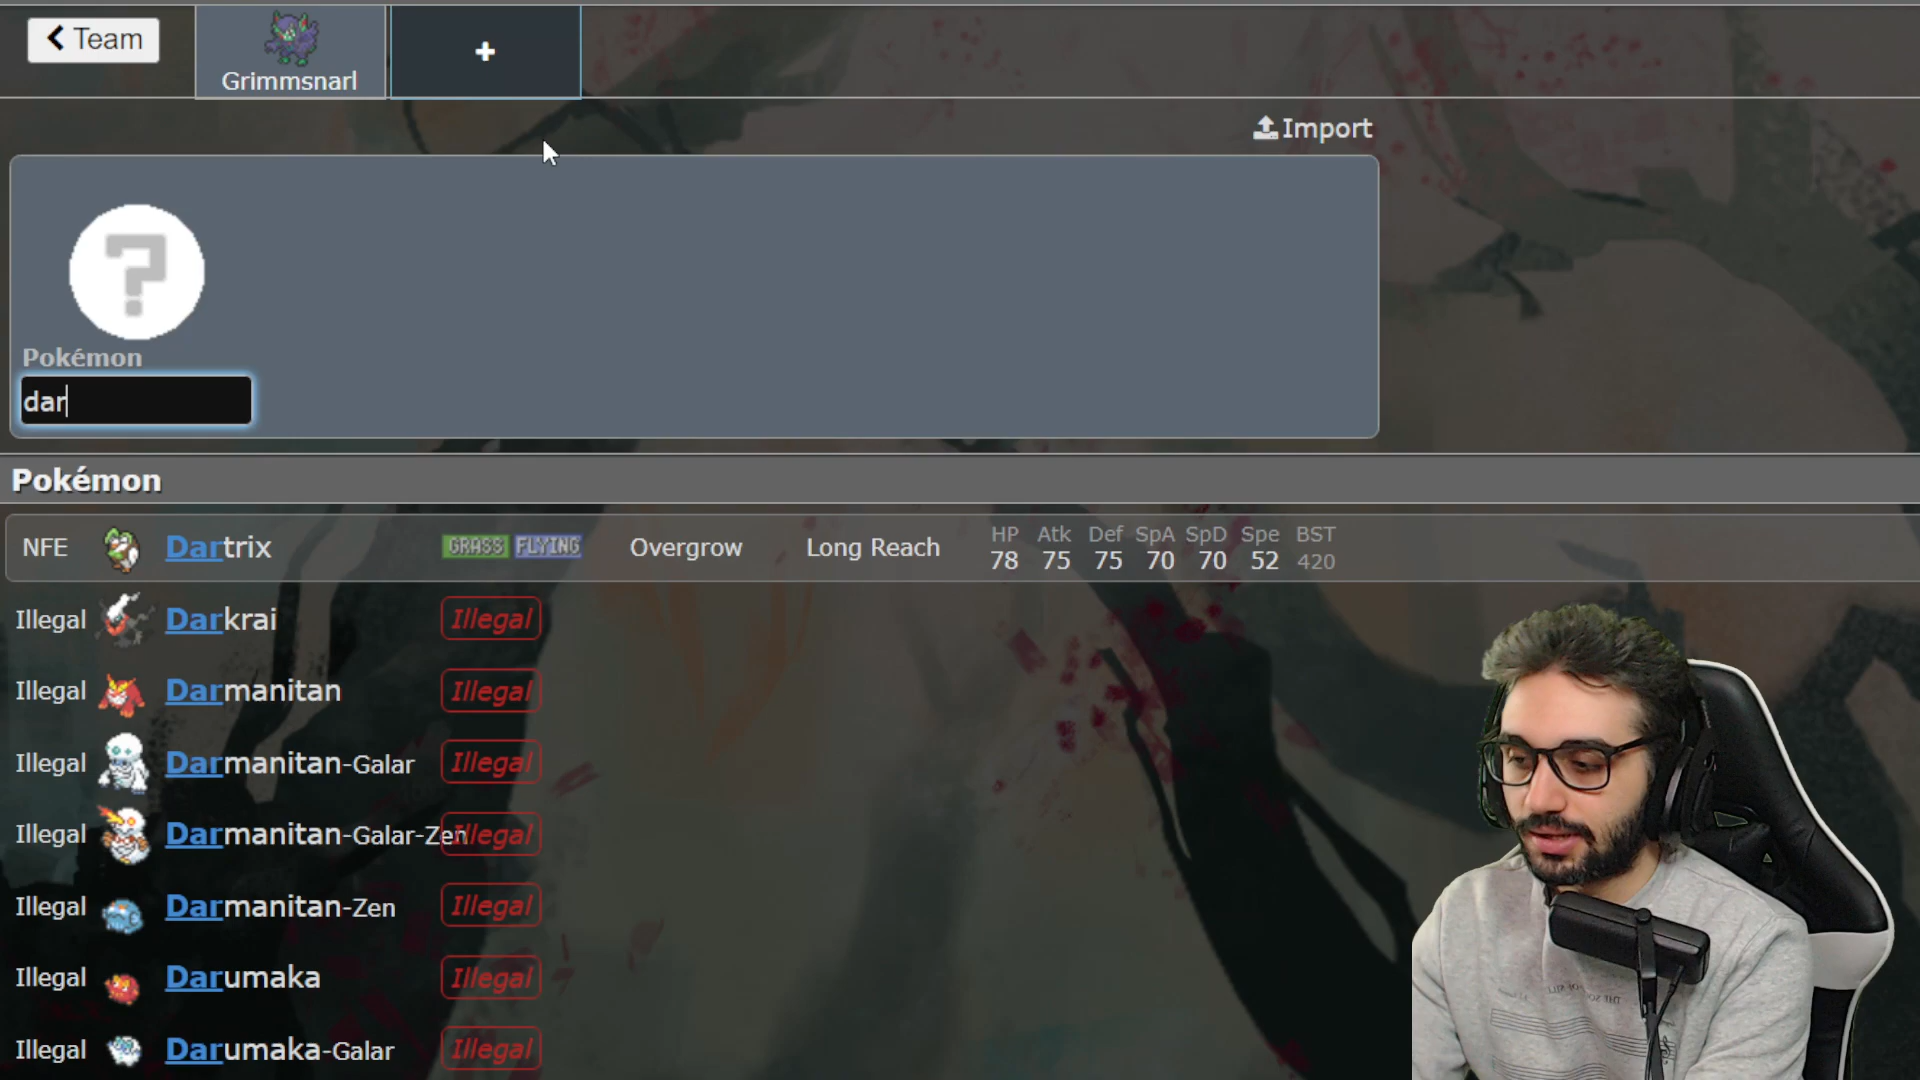 Team
Grimmsnarl
Import
Pokémon
dar
Pokémon
NFE Dartrix GRASS FLYING Overgrow Long Reach HP Atk Def SpA SpD Spe BST
78 75 75 70 70 52 420
Illegal Darkrai Illegal
Illegal Darmanitan Illegal
Illegal Darmanitan-Galar Illegal
Illegal Darmanitan-Galar-Zen Illegal
Illegal Darmanitan-Zen Illegal
Illegal Darumaka Illegal
Illegal Darumaka-Galar Illegal